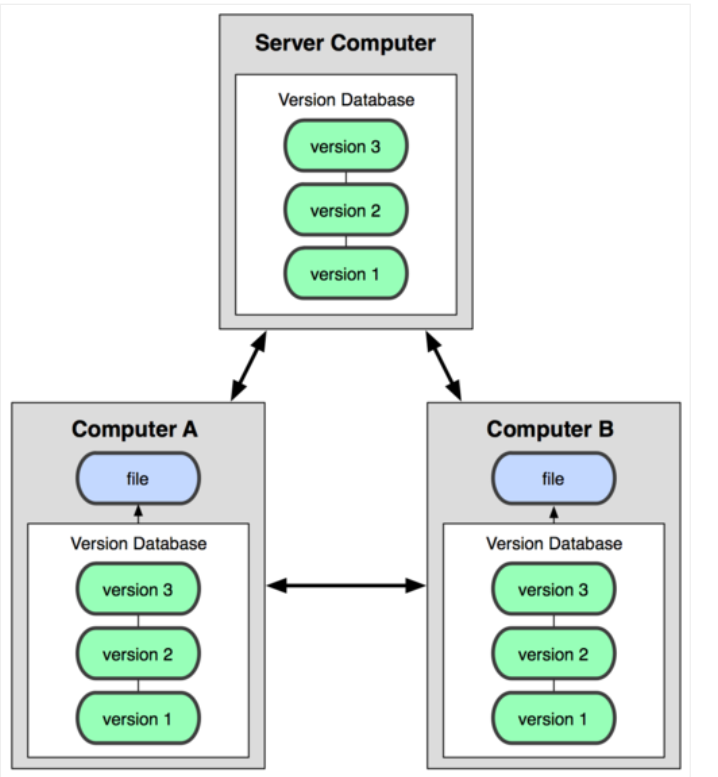 Server Computer
Version Database
version 3
version 2
version 1
Computer A
file
Version Database
version 3
version 2
version 1
Computer B
file
Version Database
version 3
version 2
version 1